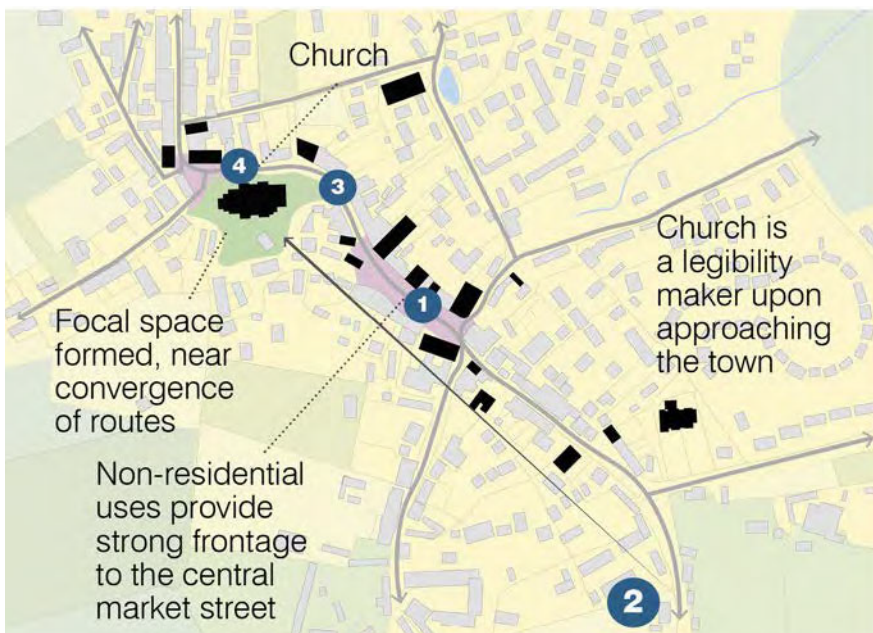 Church
4
3
1
Church is
a legibility
maker upon
approaching
the town
Focal space
formed, near
convergence
of routes
Non-residential
uses provide
strong frontage
to the central
market street
2